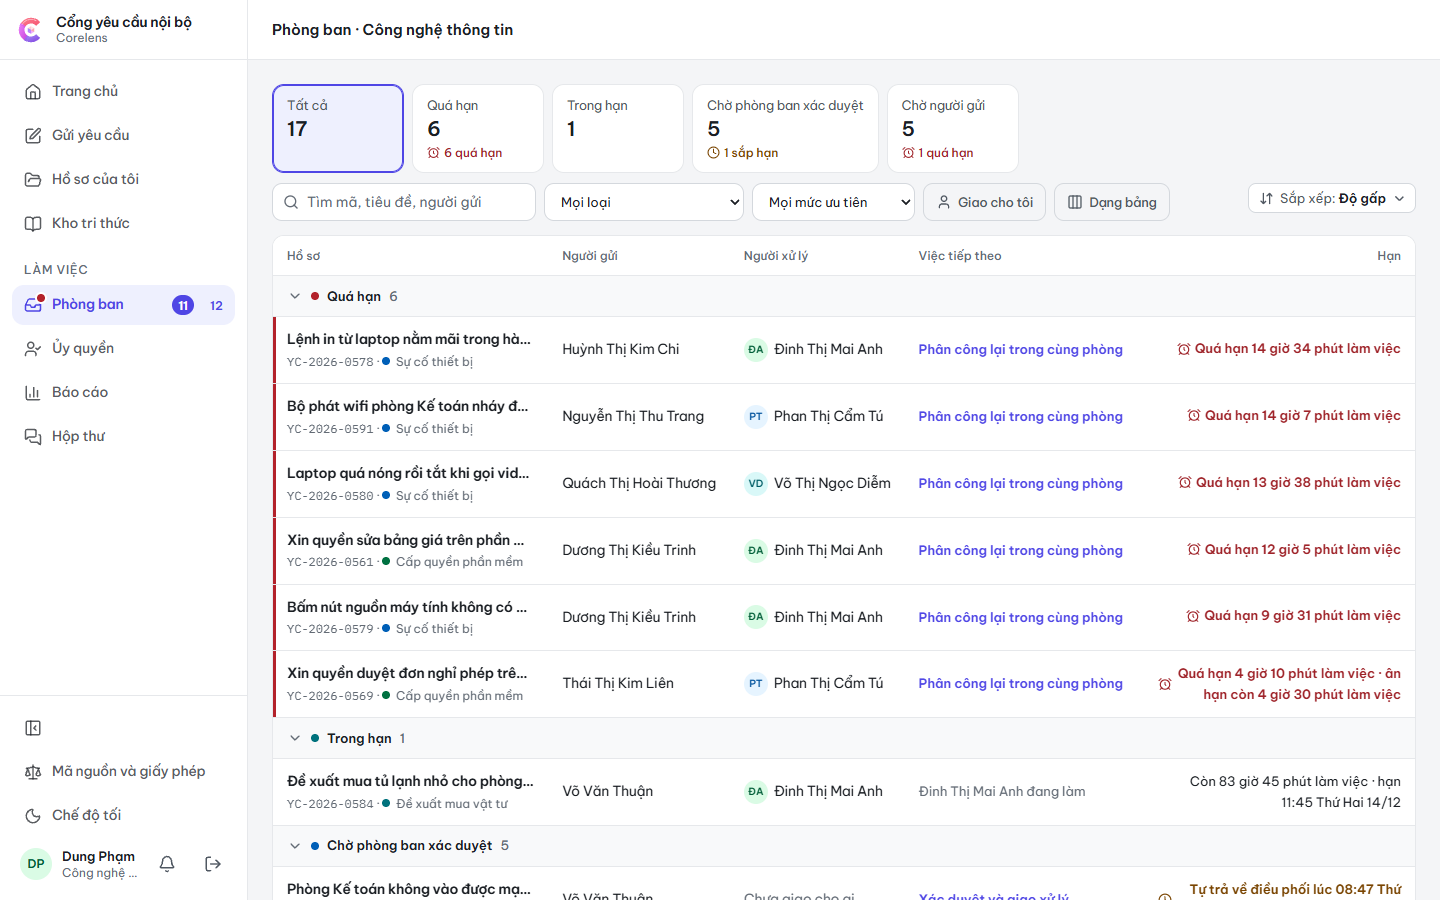 Cổng yêu cầu nội bộ
Corelens
Trang chủ
Gửi yêu cầu
Hồ sơ của tôi
Kho tri thức
LÀM VIỆC
Phòng ban 11 12
Ủy quyền
Báo cáo
Hộp thư
Mã nguồn và giấy phép
Chế độ tối
DP Dung Phạm
Công nghệ ...
Phòng ban · Công nghệ thông tin
Tất cả
17
Quá hạn
6
6 quá hạn
Trong hạn
1
Chờ phòng ban xác duyệt
5
1 sắp hạn
Chờ người gửi
5
1 quá hạn
Tìm mã, tiêu đề, người gửi
Mọi loại
Mọi mức ưu tiên
Giao cho tôi
Dạng bảng
Sắp xếp: Độ gấp
Hồ sơ Người gửi Người xử lý Việc tiếp theo Hạn
Quá hạn 6
Lệnh in từ laptop nằm mãi trong hà...
YC-2026-0578 · Sự cố thiết bị
Huỳnh Thị Kim Chi
ĐA Đinh Thị Mai Anh
Phân công lại trong cùng phòng
Quá hạn 14 giờ 34 phút làm việc
Bộ phát wifi phòng Kế toán nháy đ...
YC-2026-0591 · Sự cố thiết bị
Nguyễn Thị Thu Trang
PT Phan Thị Cẩm Tú
Phân công lại trong cùng phòng
Quá hạn 14 giờ 7 phút làm việc
Laptop quá nóng rồi tắt khi gọi vid...
YC-2026-0580 · Sự cố thiết bị
Quách Thị Hoài Thương
VD Võ Thị Ngọc Diễm
Phân công lại trong cùng phòng
Quá hạn 13 giờ 38 phút làm việc
Xin quyền sửa bảng giá trên phần ...
YC-2026-0561 · Cấp quyền phần mềm
Dương Thị Kiều Trinh
ĐA Đinh Thị Mai Anh
Phân công lại trong cùng phòng
Quá hạn 12 giờ 5 phút làm việc
Bấm nút nguồn máy tính không có ...
YC-2026-0579 · Sự cố thiết bị
Dương Thị Kiều Trinh
ĐA Đinh Thị Mai Anh
Phân công lại trong cùng phòng
Quá hạn 9 giờ 31 phút làm việc
Xin quyền duyệt đơn nghỉ phép trê...
YC-2026-0569 · Cấp quyền phần mềm
Thái Thị Kim Liên
PT Phan Thị Cẩm Tú
Phân công lại trong cùng phòng
Quá hạn 4 giờ 10 phút làm việc · ân
hạn còn 4 giờ 30 phút làm việc
Trong hạn 1
Đề xuất mua tủ lạnh nhỏ cho phòng...
YC-2026-0584 · Đề xuất mua vật tư
Võ Văn Thuận
ĐA Đinh Thị Mai Anh
Đinh Thị Mai Anh đang làm
Còn 83 giờ 45 phút làm việc · hạn
11:45 Thứ Hai 14/12
Chờ phòng ban xác duyệt 5
Phòng Kế toán không vào được mạ...
Võ Văn Thuận
Chưa giao cho ai
Xác duyệt và giao xử lý
Tự trả về điều phối lúc 08:47 Thứ